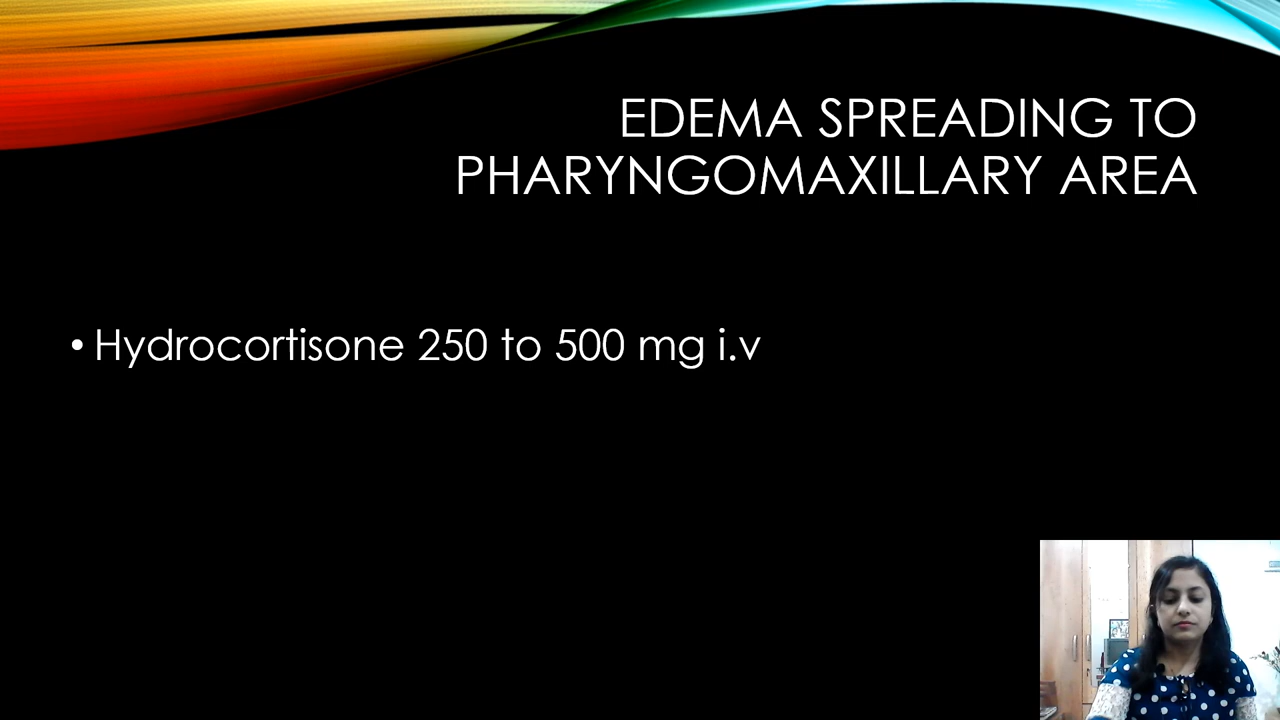 EDEMA SPREADING TO
PHARYNGOMAXILLARY AREA
• Hydrocortisone 250 to 500 mg i.v